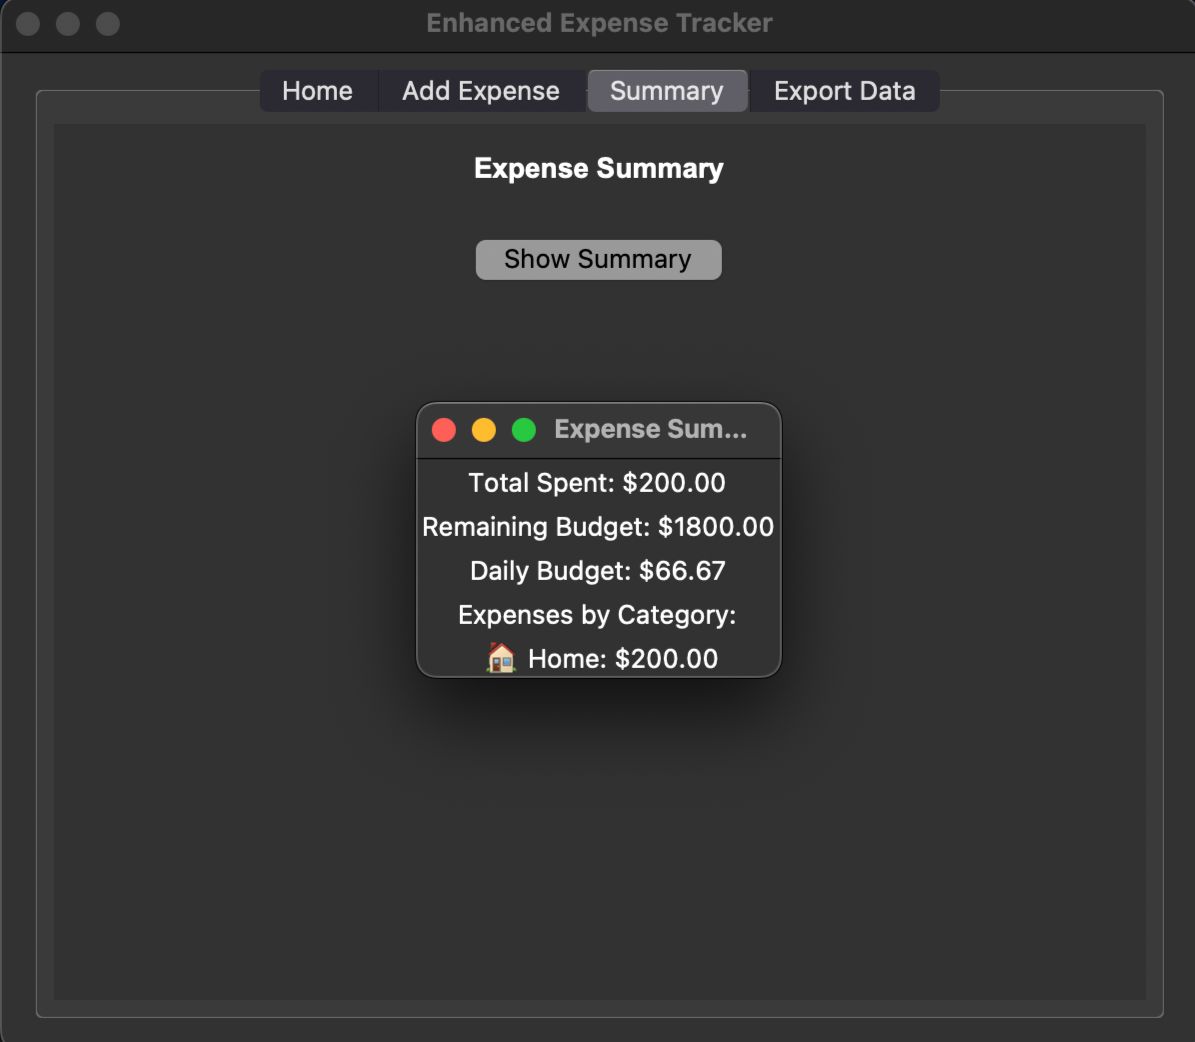 Enhanced Expense Tracker
Home Add Expense Summary Export Data
Expense Summary
Show Summary
Expense Sum...
Total Spent: $200.00
Remaining Budget: $1800.00
Daily Budget: $66.67
Expenses by Category:
🏠 Home: $200.00